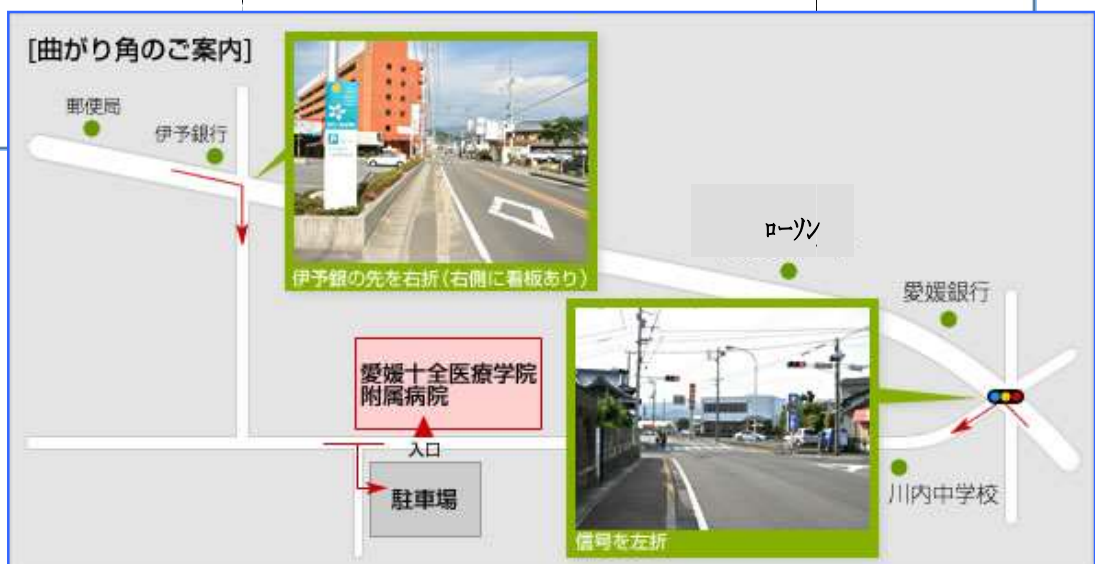 [曲がり角のご案内]
郵便局
伊予銀行
伊予銀の先を右折(右側に看板あり)
ローソン
愛媛銀行
愛媛十全医療学院
附属病院
入口
駐車場
信号を左折
川内中学校
P